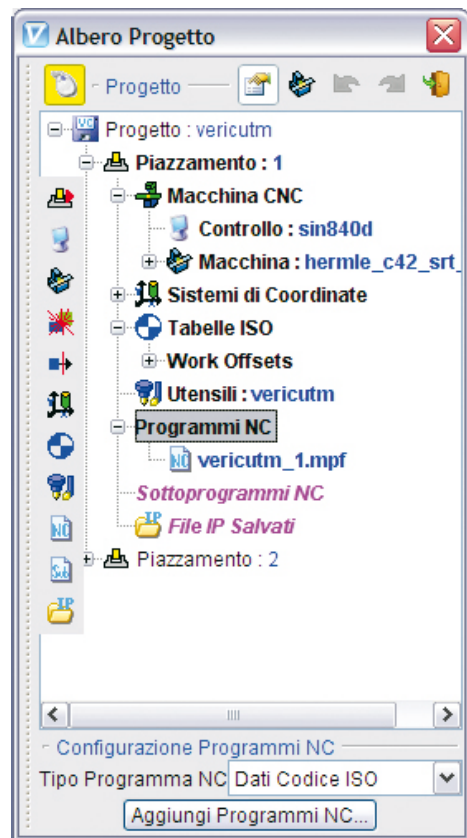 Albero Progetto
Progetto
Progetto : vericutm
Piazzamento : 1
Macchina CNC
Controllo : sin840d
Macchina : hermle_c42_srt_
Sistemi di Coordinate
Tabelle ISO
Work Offsets
Utensili : vericutm
Programmi NC
vericutm_1.mpf
Sottoprogrammi NC
File IP Salvati
Piazzamento : 2
Configurazione Programmi NC
Tipo Programma NC Dati Codice ISO
Aggiungi Programmi NC...